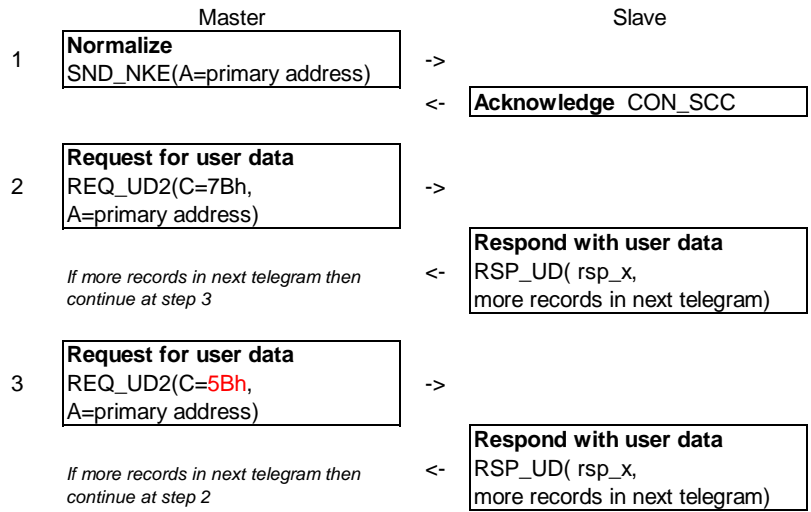 Master Slave
Normalize
1 SND_NKE(A=primary address) ->
<- Acknowledge CON_SCC
Request for user data
2 REQ_UD2(C=7Bh, ->
A=primary address)
Respond with user data
If more records in next telegram then <- RSP_UD( rsp_x,
continue at step 3 more records in next telegram)
Request for user data
3 REQ_UD2(C=5Bh, ->
A=primary address)
Respond with user data
If more records in next telegram then <- RSP_UD( rsp_x,
continue at step 2 more records in next telegram)